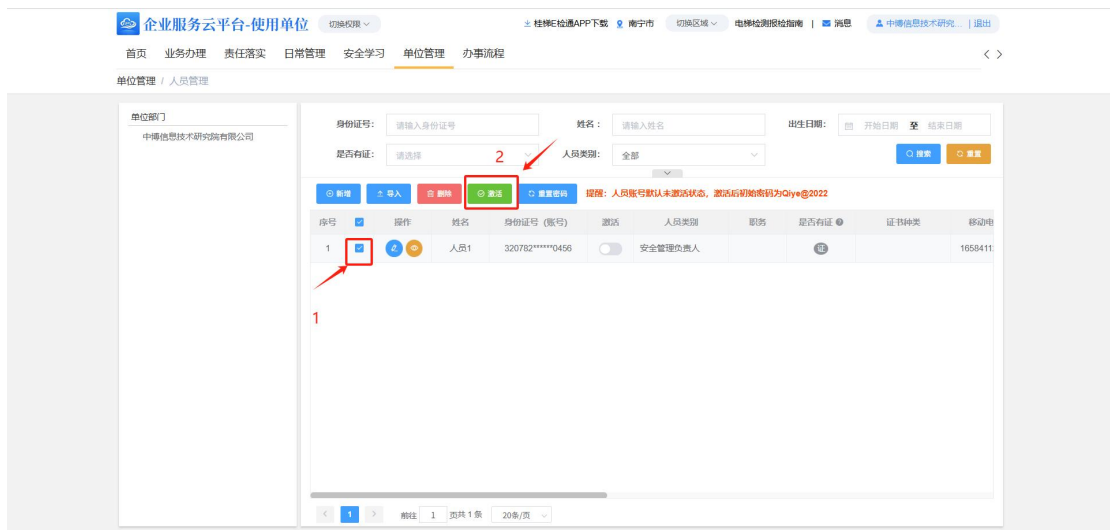 企业服务云平台-使用单位 切换权限 桂梯E检通APP下载 南宁市 切换区域 电梯检测报检指南 | 消息 中博信息技术研究... | 退出
首页 业务办理 责任落实 日常管理 安全学习 单位管理 办事流程
单位管理 / 人员管理
单位部门
中博信息技术研究院有限公司
身份证号: 请输入身份证号 姓名: 请输入姓名 出生日期: 开始日期 至 结束日期
是否有证: 请选择 2 人员类别: 全部 搜索 重置
新增 导入 删除 激活 重置密码 提醒：人员账号默认未激活状态，激活后初始密码为Qiye@2022
序号 操作 姓名 身份证号（账号） 激活 人员类别 职务 是否有证 证书种类 移动电
1 人员1 320782******0456 安全管理负责人 证 1658411
1
1 前往 1 页共1条 20条/页